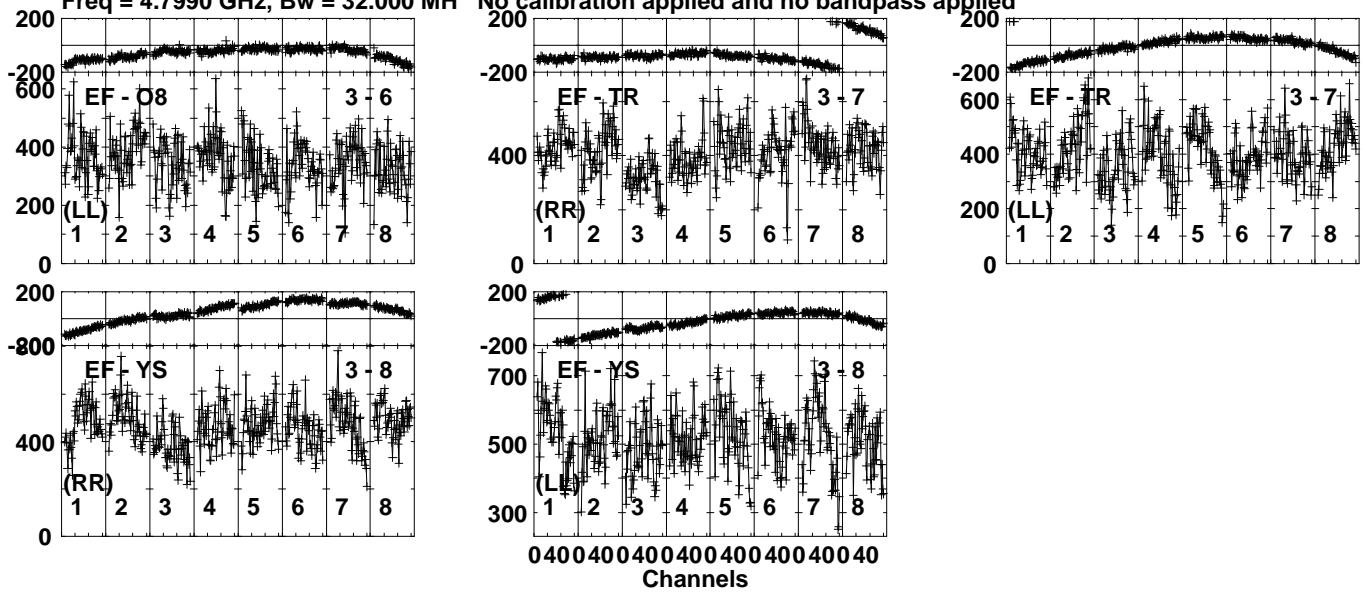 Freq = 4.7990 GHz, Bw = 32.000 MH No calibration applied and no bandpass applied
200 200 200
-200 -200 -200
600 600
EF - O8 3 - 6 EF - TR 3 - 7 EF - TR 3 - 7
400 400 400
200 200
(LL) (RR) (LL)
1 2 3 4 5 6 7 8 1 2 3 4 5 6 7 8 1 2 3 4 5 6 7 8
0 0 0
200 200
-200 -200
EF - YS 3 - 8 EF - YS 3 - 8
700
400 500
(RR) (LL)
1 2 3 4 5 6 7 8 1 2 3 4 5 6 7 8
300
0
0 40 0 40 0 40 0 40 0 40 0 40 0 40 0 40
Channels